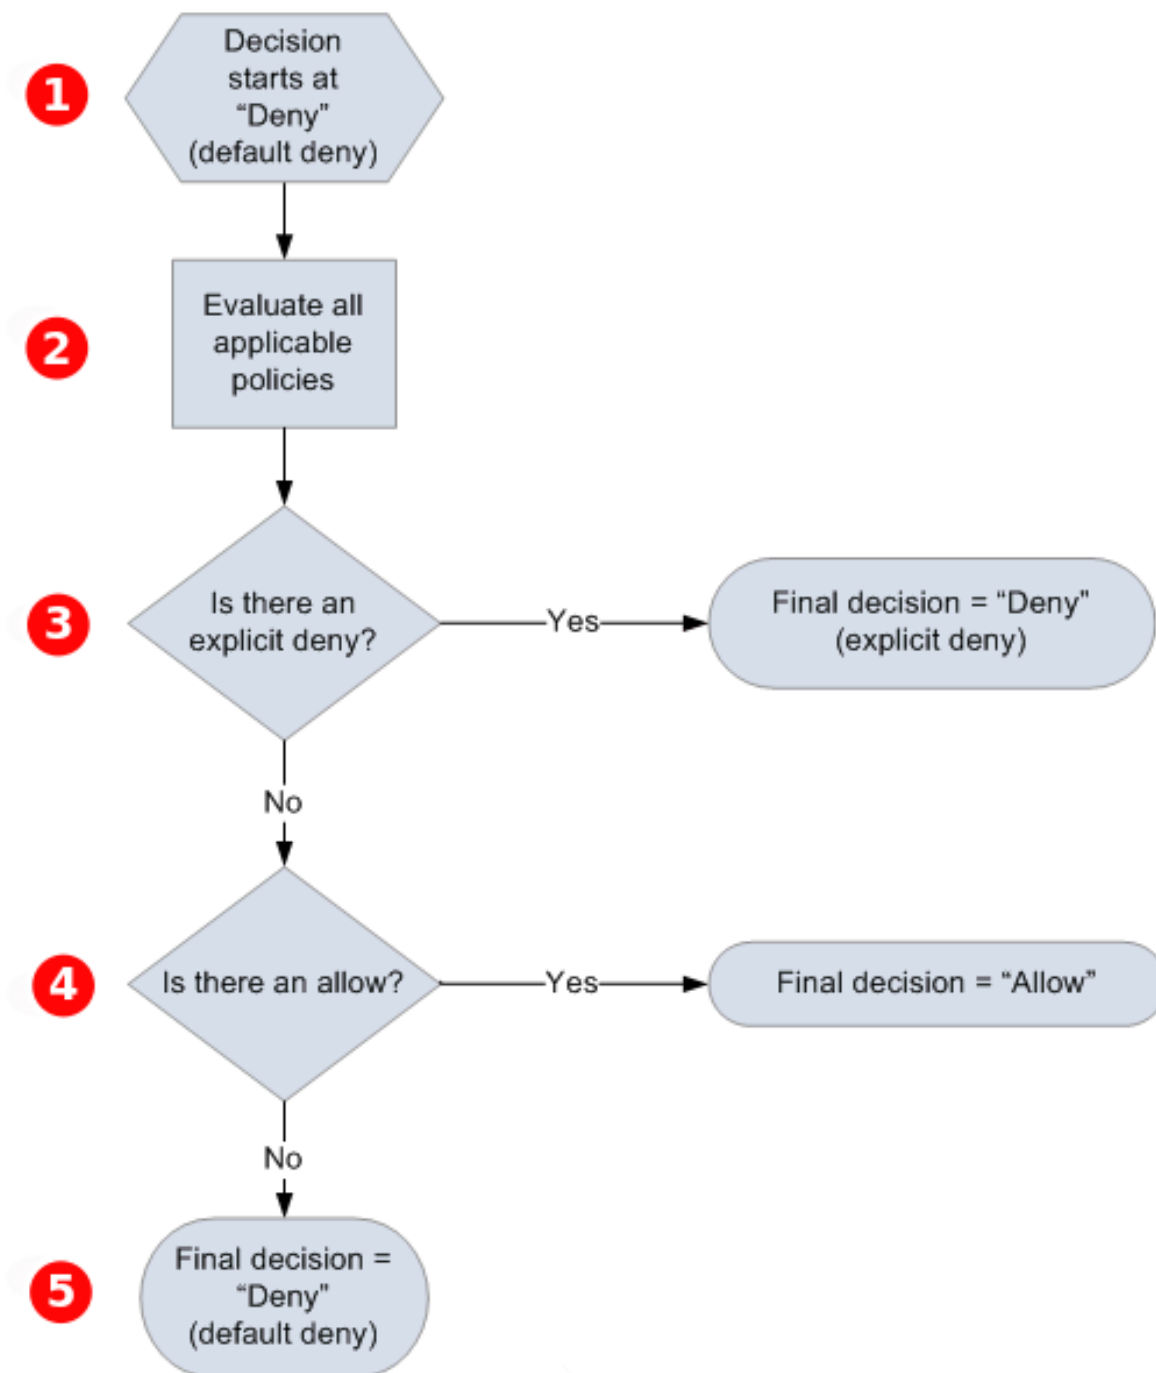 1
Decision
starts at
“Deny”
(default deny)
2
Evaluate all
applicable
policies
3
Is there an
explicit deny?
Yes
Final decision = “Deny”
(explicit deny)
No
4
Is there an allow?
Yes
Final decision = “Allow”
No
5
Final decision =
“Deny"
(default deny)